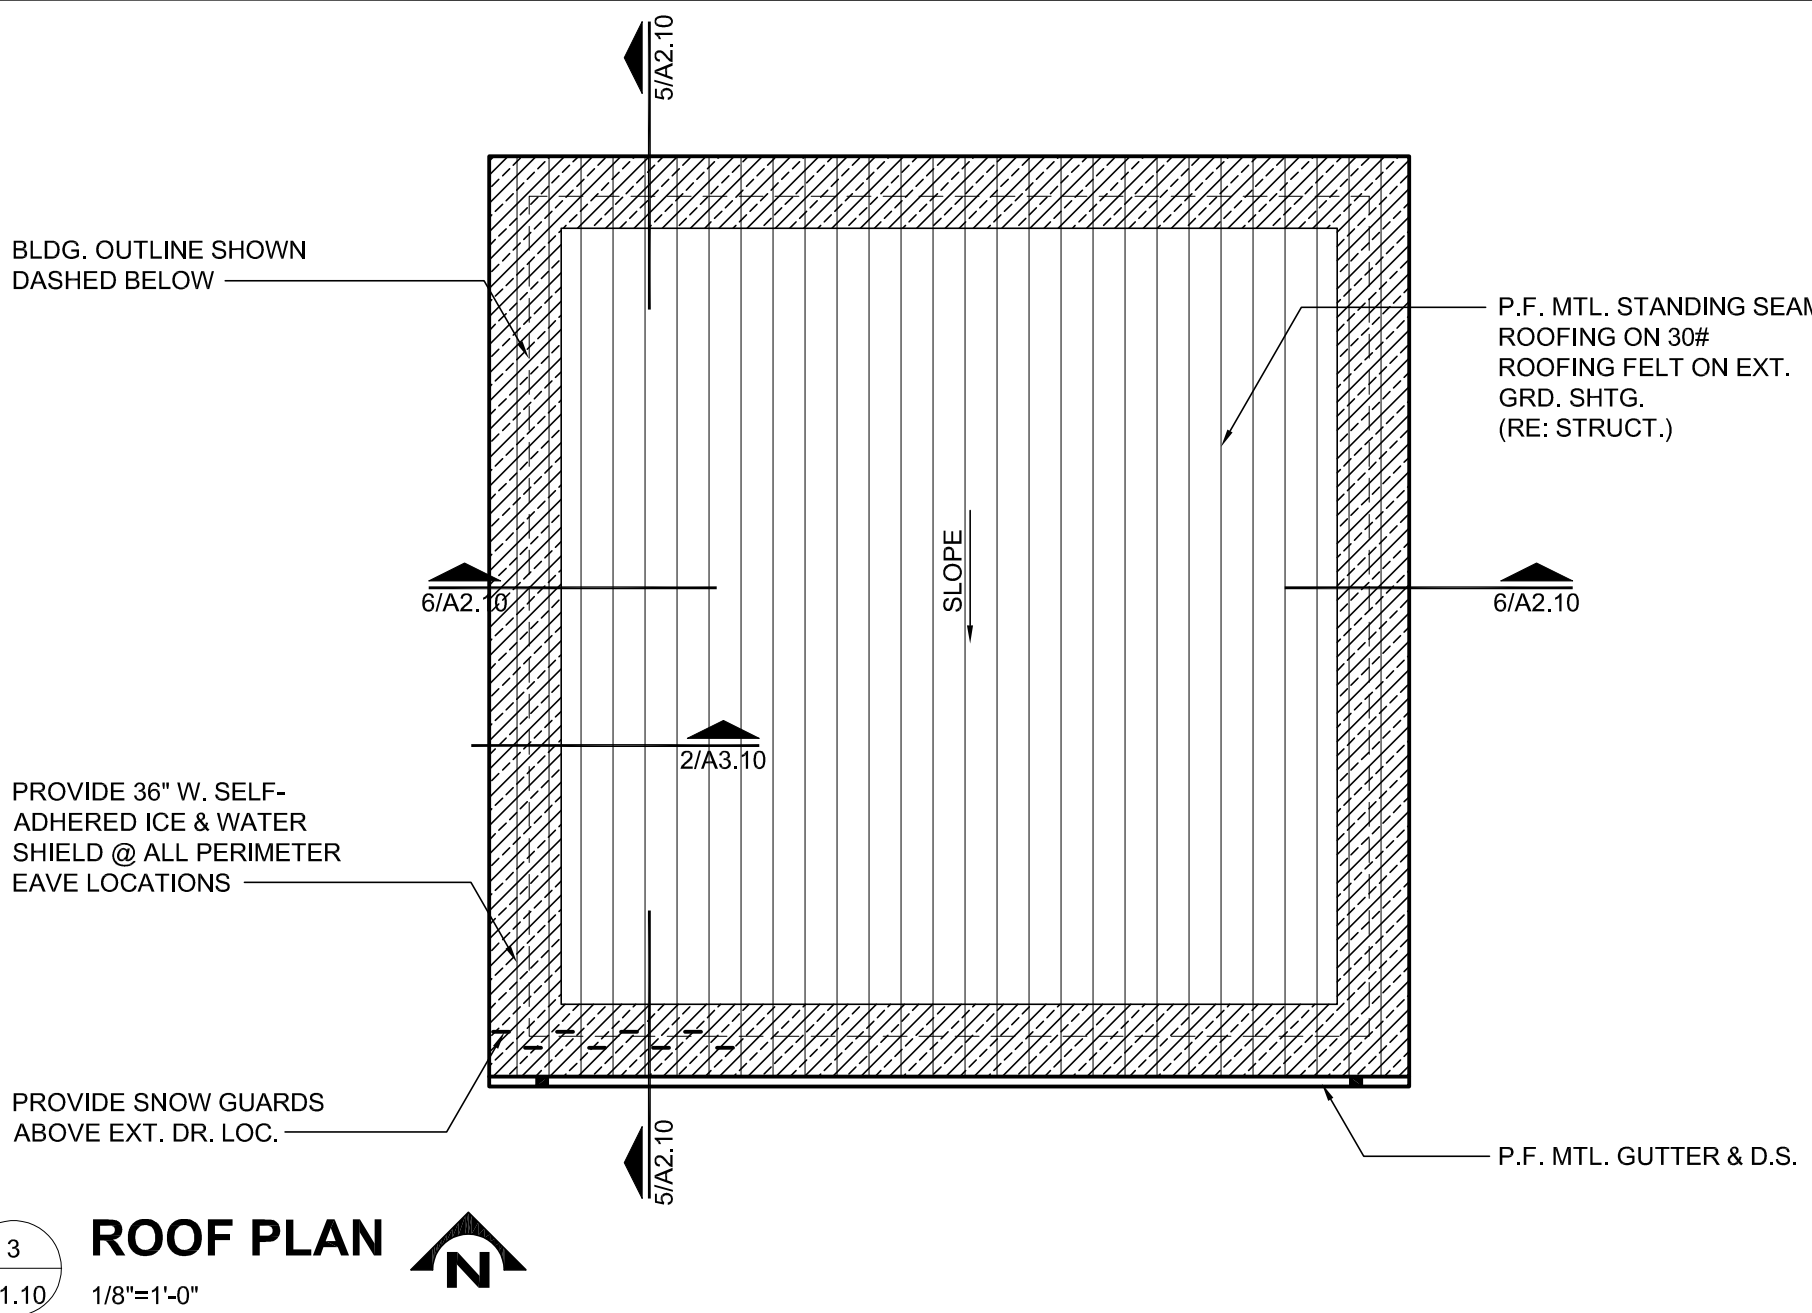 5/A2.10
BLDG. OUTLINE SHOWN
DASHED BELOW
P.F. MTL. STANDING SEAM
ROOFING ON 30#
ROOFING FELT ON EXT.
GRD. SHTG.
(RE: STRUCT.)
SLOPE
6/A2.10
6/A2.10
2/A3.10
PROVIDE 36" W. SELF-
ADHERED ICE & WATER
SHIELD @ ALL PERIMETER
EAVE LOCATIONS
PROVIDE SNOW GUARDS
ABOVE EXT. DR. LOC.
5/A2.10
P.F. MTL. GUTTER & D.S.
3
1.10
ROOF PLAN
N
1/8"=1'-0"